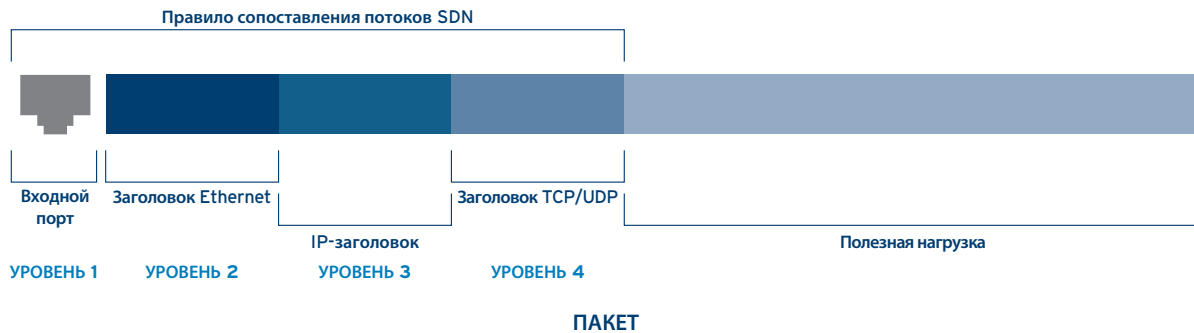 Правило сопоставления потоков SDN
Входной
порт
Заголовок Ethernet
IP-заголовок
Заголовок TCP/UDP
Полезная нагрузка
УРОВЕНЬ 1
УРОВЕНЬ 2
УРОВЕНЬ 3
УРОВЕНЬ 4
ПАКЕТ